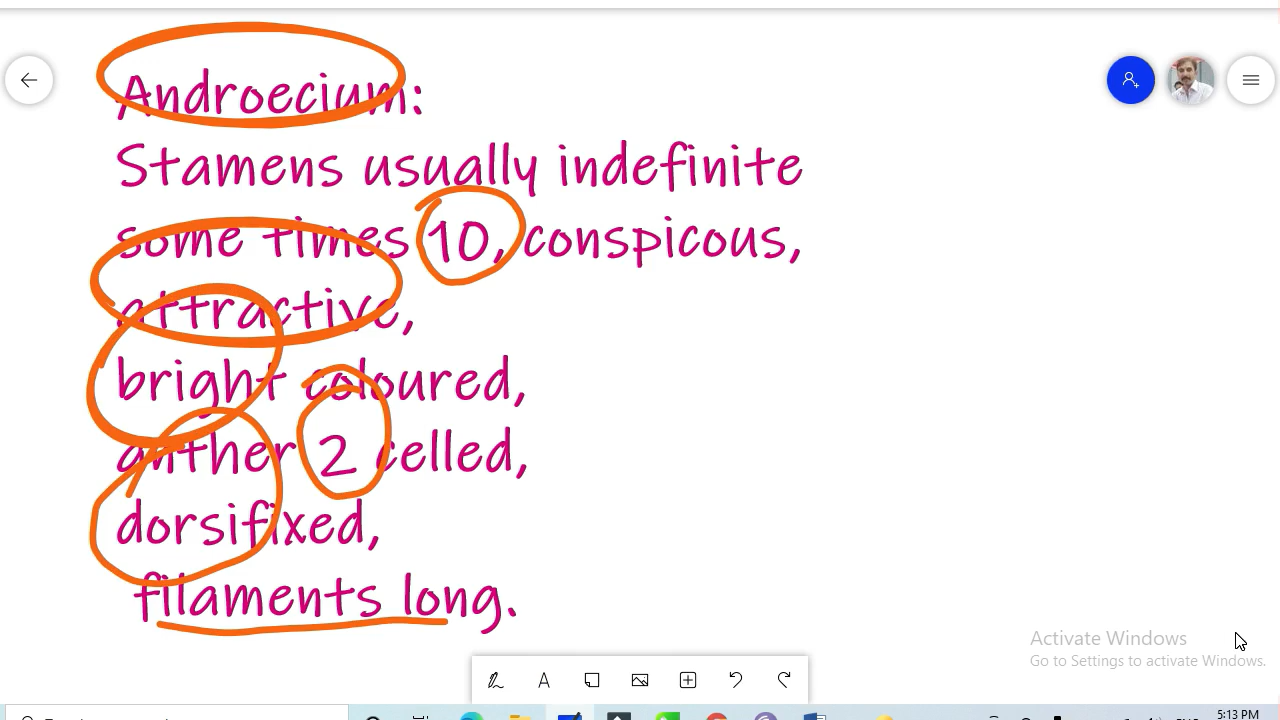 Androecium:
Stamens usually indefinite
some times 10, conspicous,
attractive,
bright coloured,
anther 2 celled,
dorsifixed,
filaments long.
Activate Windows
Go to Settings to activate Windows.
5:13 PM